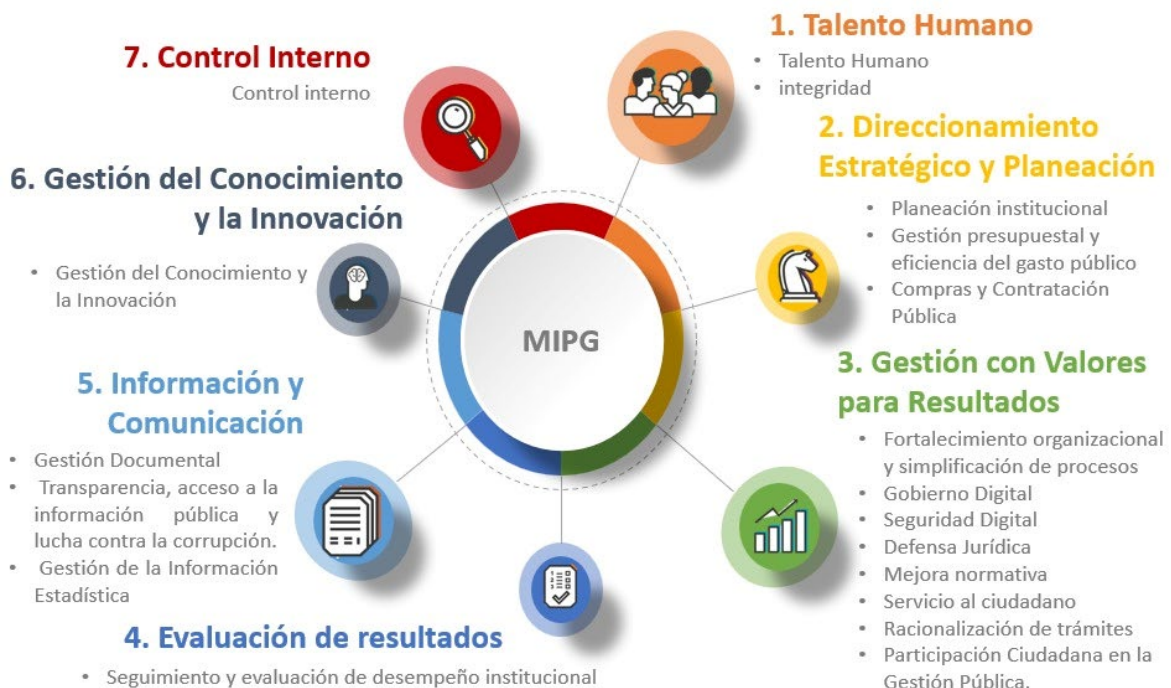 1. Talento Humano
• Talento Humano
• integridad
2. Direccionamiento
Estratégico y Planeación
• Planeación institucional
• Gestión presupuestal y
eficiencia del gasto público
• Compras y Contratación
Pública
3. Gestión con Valores
para Resultados
• Fortalecimiento organizacional
y simplificación de procesos
• Gobierno Digital
• Seguridad Digital
• Defensa Jurídica
• Mejora normativa
• Servicio al ciudadano
• Racionalización de trámites
• Participación Ciudadana en la
Gestión Pública.
4. Evaluación de resultados
• Seguimiento y evaluación de desempeño institucional
5. Información y
Comunicación
• Gestión Documental
• Transparencia, acceso a la
información pública y
lucha contra la corrupción.
• Gestión de la Información
Estadística
6. Gestión del Conocimiento
y la Innovación
• Gestión del Conocimiento y
la Innovación
7. Control Interno
Control interno
MIPG